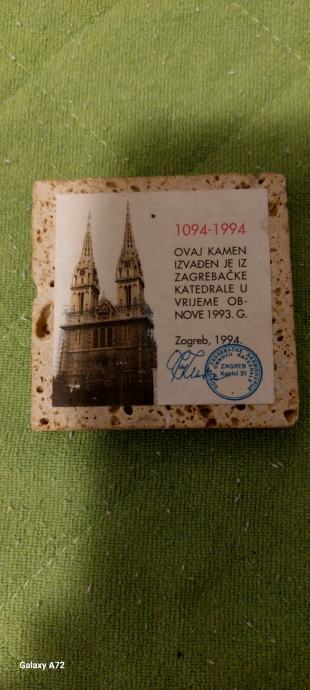 1094-1994
OVAJ KAMEN
IZVAĐEN JE IZ
ZAGREBAČKE
KATEDRALE U
VRIJEME OB-
NOVE 1993. G.
Zagreb, 1994.
ZAGREB
Kaptol 31
Galaxy A72